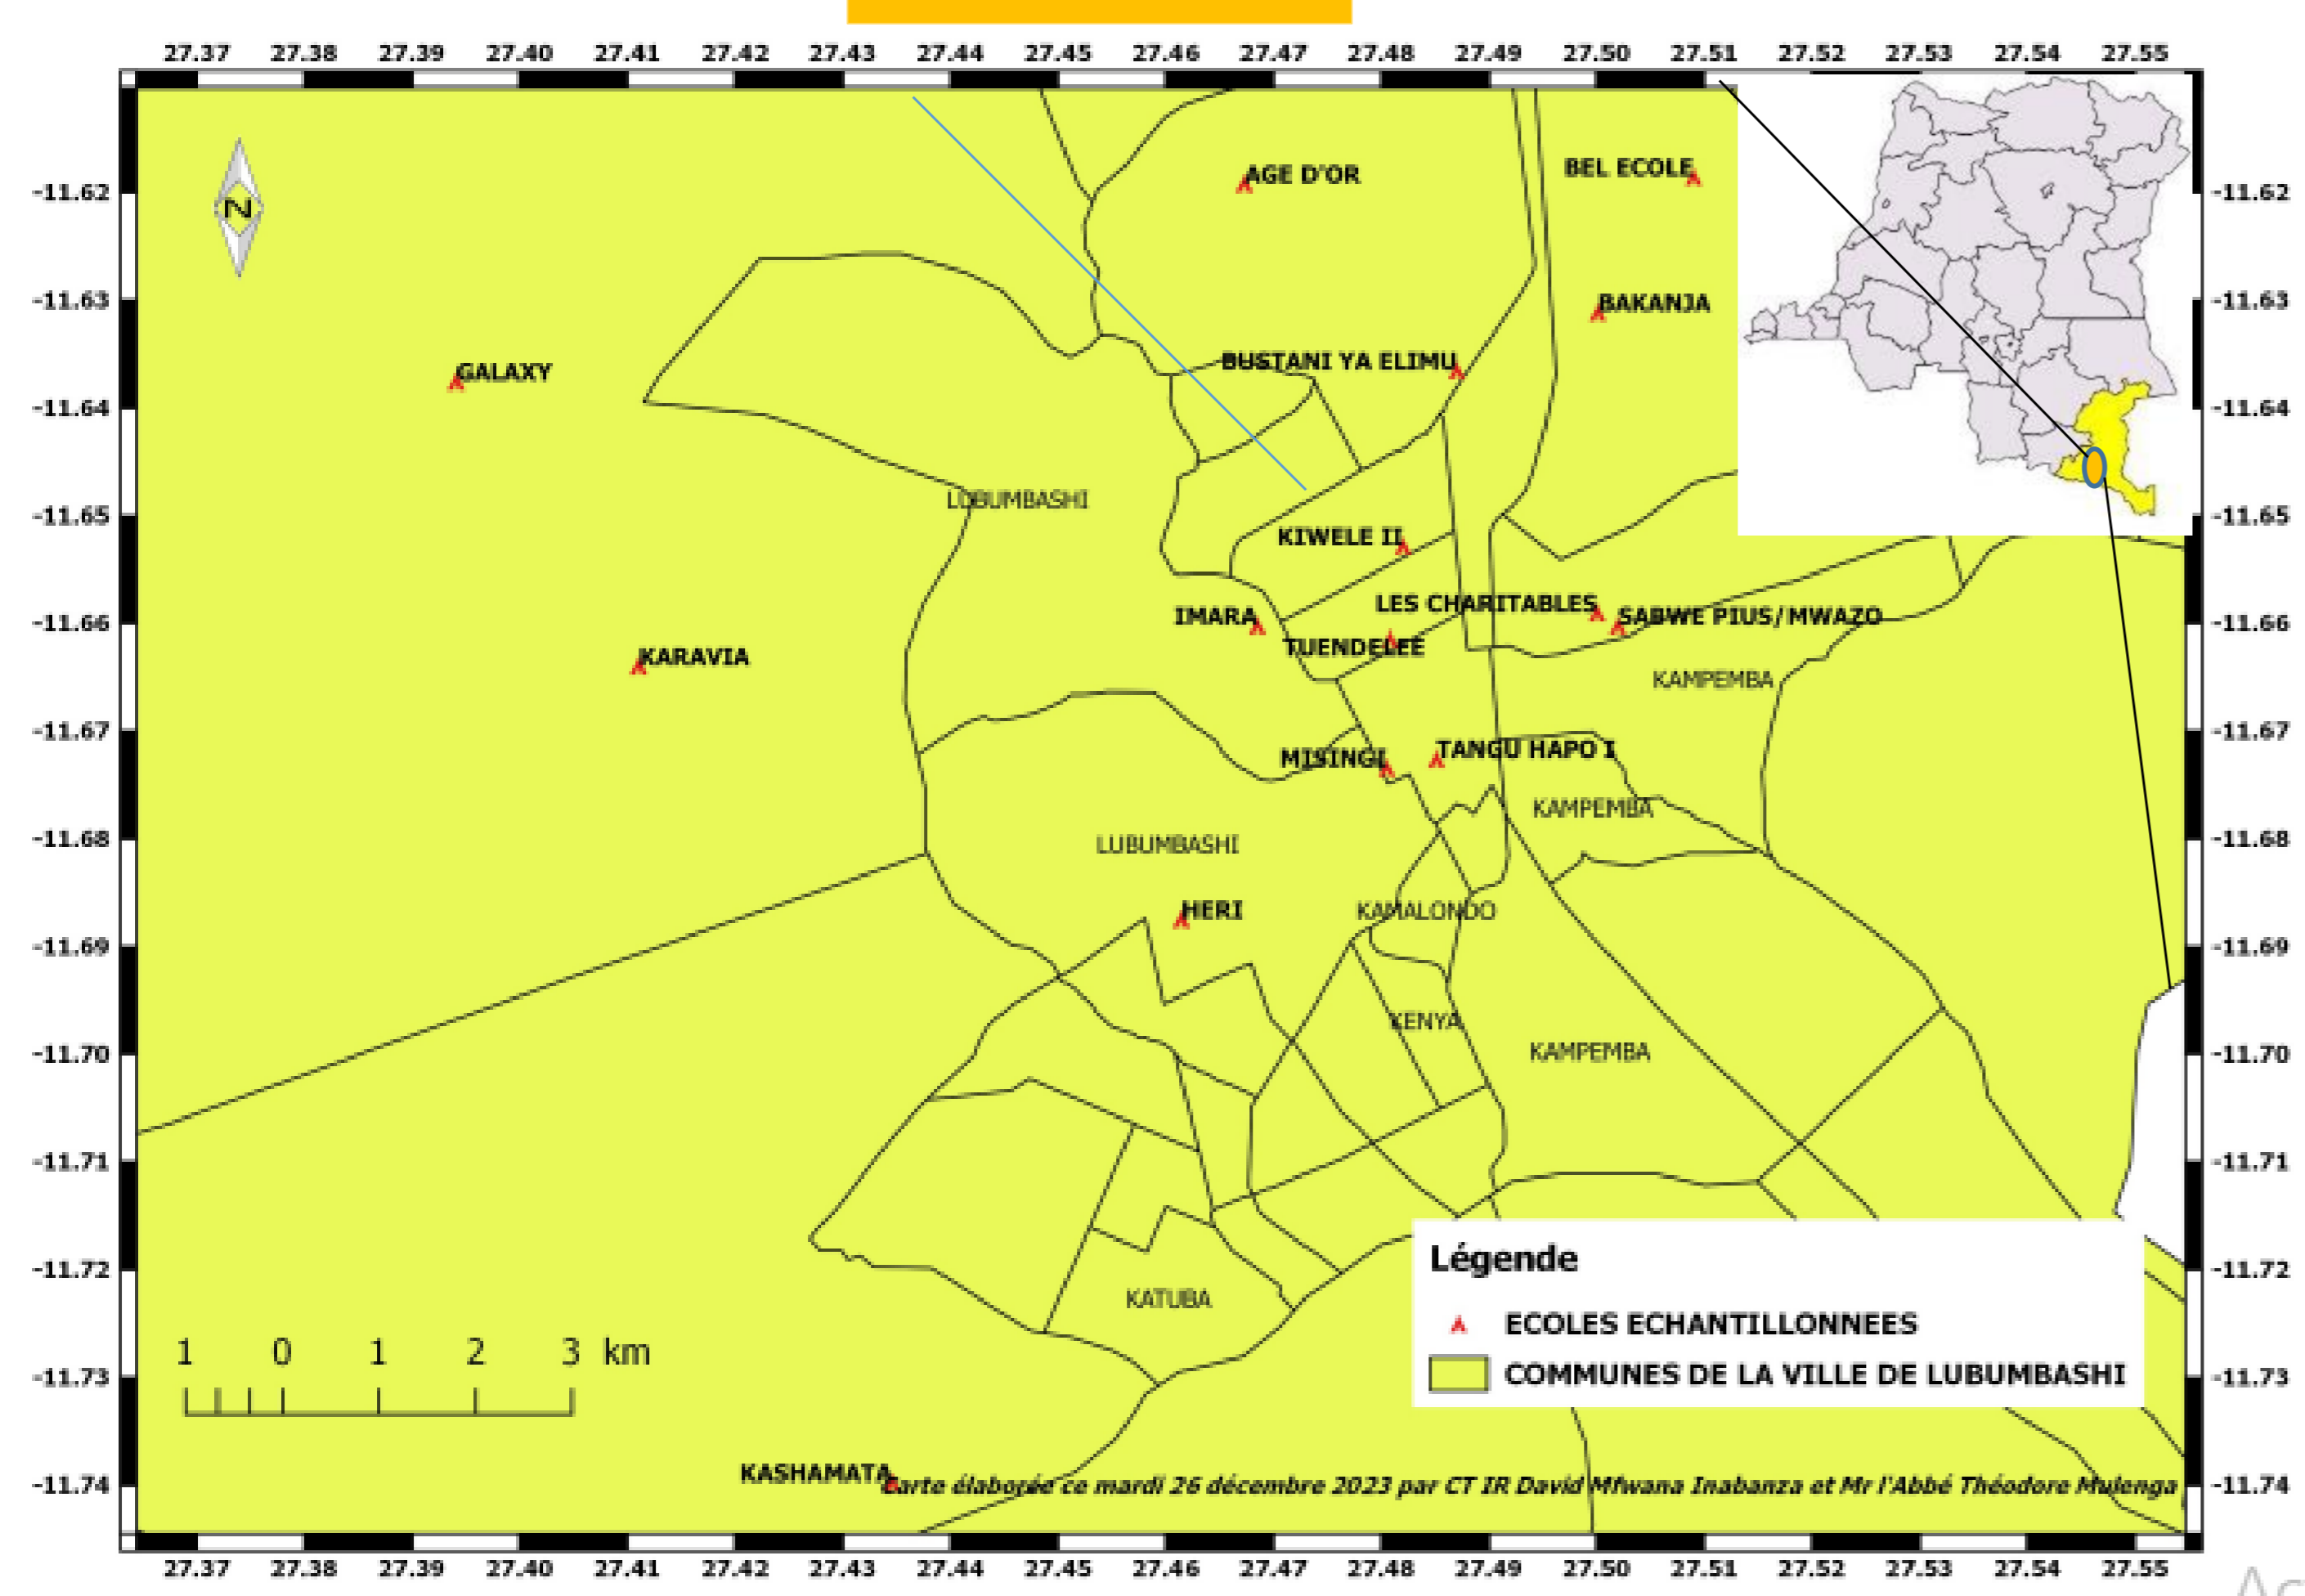 27.37 27.38 27.39 27.40 27.41 27.42 27.43 27.44 27.45 27.46 27.47 27.48 27.49 27.50 27.51 27.52 27.53 27.54 27.55
AGE D'OR
BEL ECOLE
-11.62 -11.62
N
-11.63 -11.63
BAKANJA
BUSTANI YA ELIMU
GALAXY
-11.64 -11.64
LUBUMBASHI
-11.65 -11.65
KIWELE II
LES CHARITABLES
IMARA
SABWE PIUS/MWAZO
-11.66 -11.66
TUENDELEE
KARAVIA
KAMPEMBA
-11.67 -11.67
TANGU HAPO I
MISINGI
KAMPEMBA
-11.68 -11.68
LUBUMBASHI
HERI
KAMALONDO
-11.69 -11.69
KENYA
-11.70 -11.70
KAMPEMBA
-11.71 -11.71
Légende
-11.72 -11.72
KATUBA
ECOLES ECHANTILLONNEES
1 0 1 2 3 km
-11.73 -11.73
COMMUNES DE LA VILLE DE LUBUMBASHI
KASHAMATA
-11.74 -11.74
Carte élaborée ce mardi 26 décembre 2023 par CT IR David Mfwana Inabanza et Mr l'Abbé Théodore Mulenga
27.37 27.38 27.39 27.40 27.41 27.42 27.43 27.44 27.45 27.46 27.47 27.48 27.49 27.50 27.51 27.52 27.53 27.54 27.55